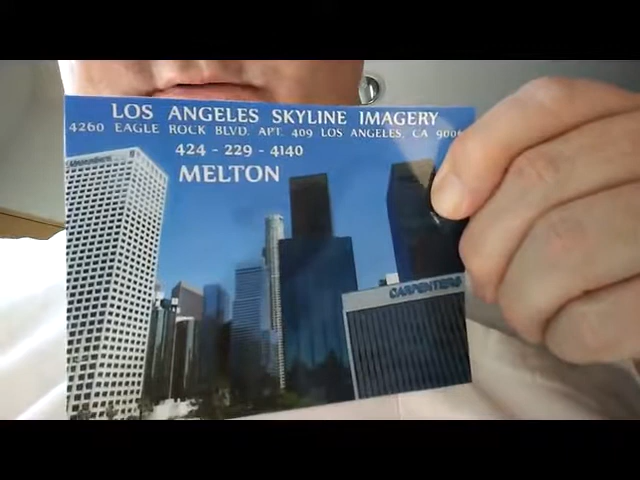 LOS ANGELES SKYLINE IMAGERY
4260 EAGLE ROCK BLVD. APT. 409 LOS ANGELES, CA
424 - 229 - 4140
MELTON
CARPENTERS